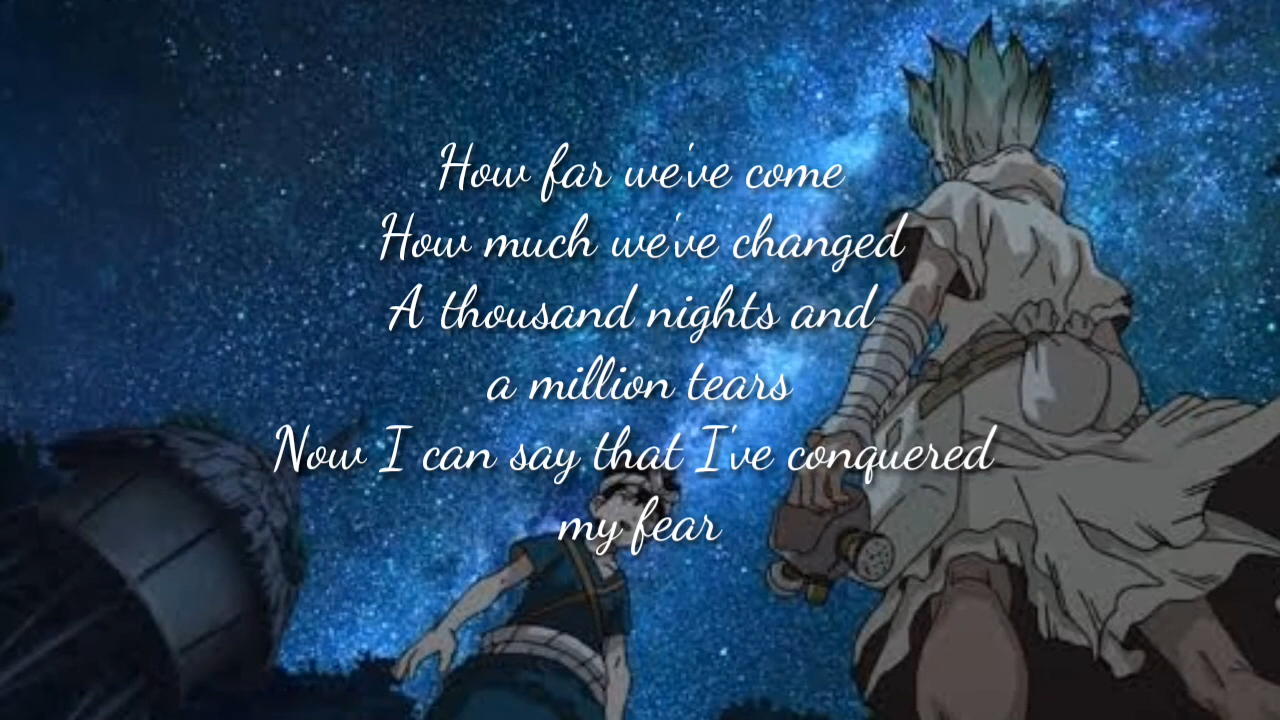 How far we've come
How much we've changed
A thousand nights and
a million tears
Now I can say that I've conquered
my fear